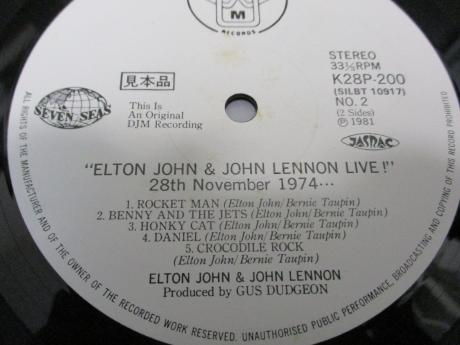 M
RECORDS
STEREO
33⅓RPM
K28P-200
(SILBT 10917)
NO. 2
(2 Sides)
℗1981
JASRAC
見本品
SEVEN SEAS
This Is
An Original
DJM Recording
"ELTON JOHN & JOHN LENNON LIVE!"
28th November 1974…
1. ROCKET MAN (Elton John/Bernie Taupin)
2. BENNY AND THE JETS (Elton John/Bernie Taupin)
3. HONKY CAT (Elton John/Bernie Taupin)
4. DANIEL (Elton John/Bernie Taupin)
5. CROCODILE ROCK
(Elton John/Bernie Taupin)
ELTON JOHN & JOHN LENNON
Produced by GUS DUDGEON
ALL RIGHTS OF THE MANUFACTURER AND OF THE OWNER OF THE RECORDED WORK RESERVED. UNAUTHORISED PUBLIC PERFORMANCE, BROADCASTING AND COPYING OF THIS RECORD PROHIBITED